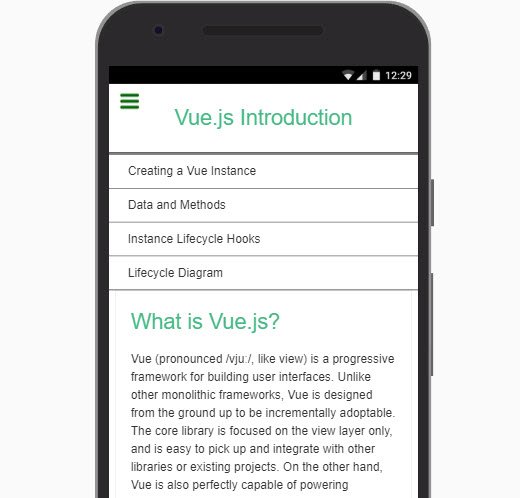 12:29
Vue.js Introduction
Creating a Vue Instance
Data and Methods
Instance Lifecycle Hooks
Lifecycle Diagram
What is Vue.js?
Vue (pronounced /vjuː/, like view) is a progressive
framework for building user interfaces. Unlike
other monolithic frameworks, Vue is designed
from the ground up to be incrementally adoptable.
The core library is focused on the view layer only,
and is easy to pick up and integrate with other
libraries or existing projects. On the other hand,
Vue is also perfectly capable of powering